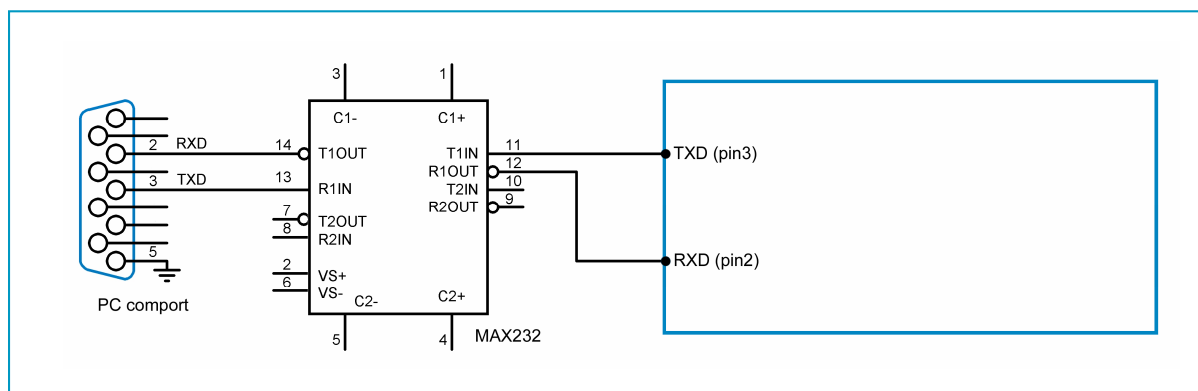 3
1
C1-
C1+
2
RXD
14
T1OUT
T1IN
11
TXD (pin3)
R1OUT
12
3
TXD
13
R1IN
T2IN
10
R2OUT
9
7
T2OUT
8
R2IN
5
2
VS+
RXD (pin2)
6
VS-
C2-
C2+
PC comport
5
4
MAX232